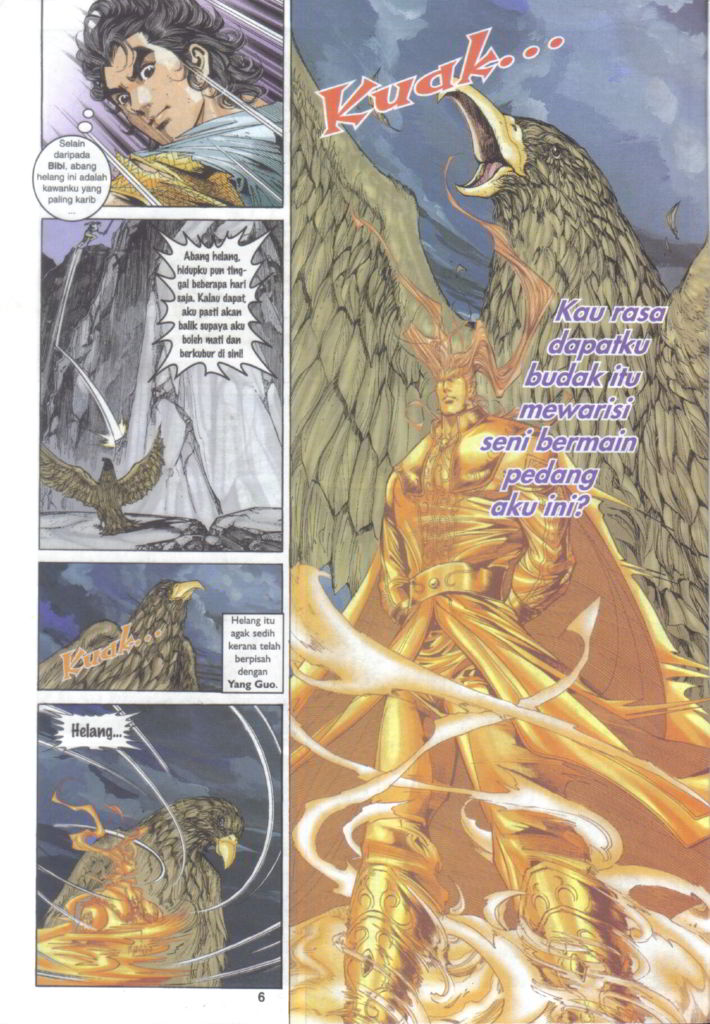 Selain
daripada
Bibi, abang
helang ini adalah
kawanku yang
paling karib
...
Abang helang,
hidupku pun ting-
gal beberapa hari
saja. Kalau dapat,
aku pasti akan
balik supaya aku
boleh mati dan
berkubur di sini!
Kuak...
Helang itu
agak sedih
kerana telah
berpisah
dengan
Yang Guo.
Helang...
Kuak...
Kau rasa
dapatku
budak itu
mewarisi
seni bermain
pedang
aku ini?
6